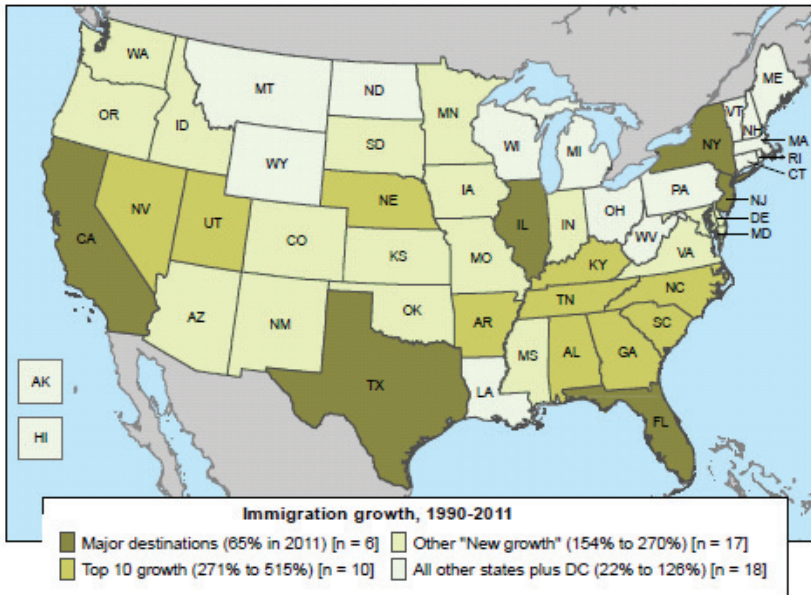 WA
MT
ND
ME
OR
ID
MN
VT
NH
MA
SD
WI
MI
NY
RI
CT
WY
IA
PA
NJ
NE
OH
DE
NV
UT
IL
IN
MD
CA
CO
WV
VA
KS
MO
KY
NC
TN
OK
AR
SC
AZ
NM
MS
AL
GA
TX
LA
FL
AK
HI
Immigration growth, 1990-2011
Major destinations (65% in 2011) [n = 6]
Other "New growth" (154% to 270%) [n = 17]
Top 10 growth (271% to 515%) [n = 10]
All other states plus DC (22% to 126%) [n = 18]